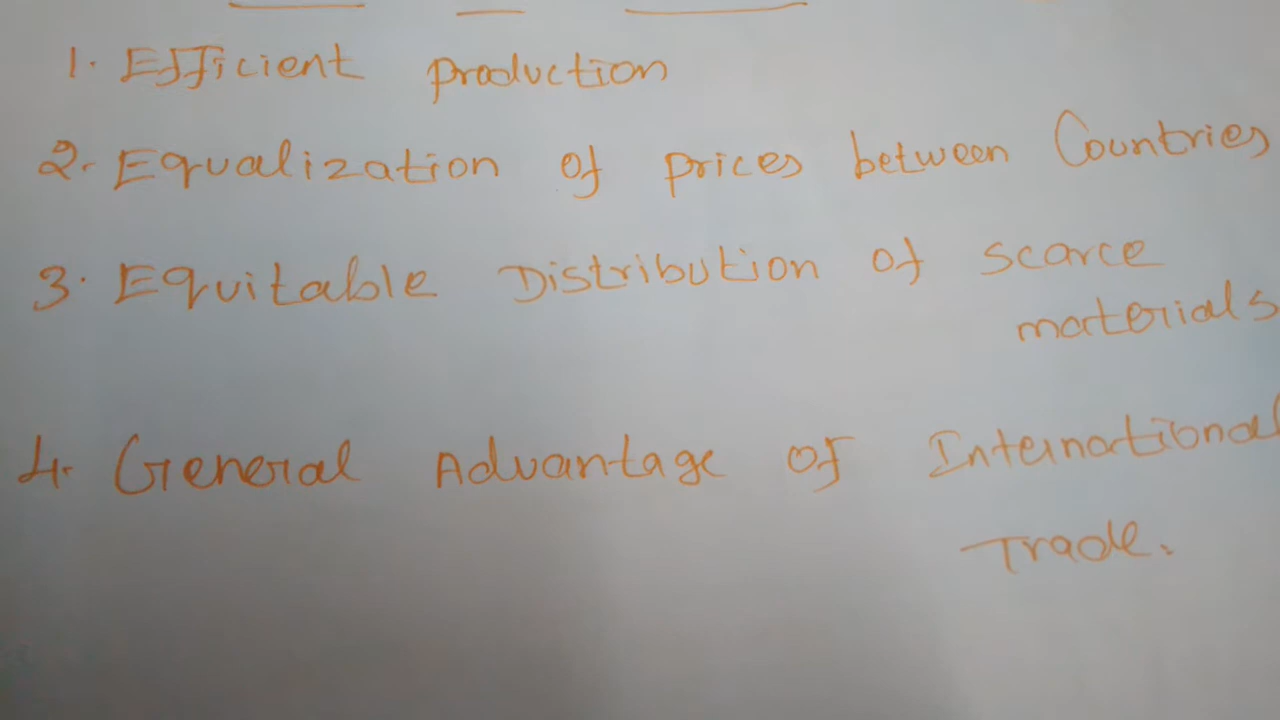 1. Efficient production
2. Equalization of prices between Countries
3. Equitable Distribution of scarce
materials
4. General Advantage of International
Trade.